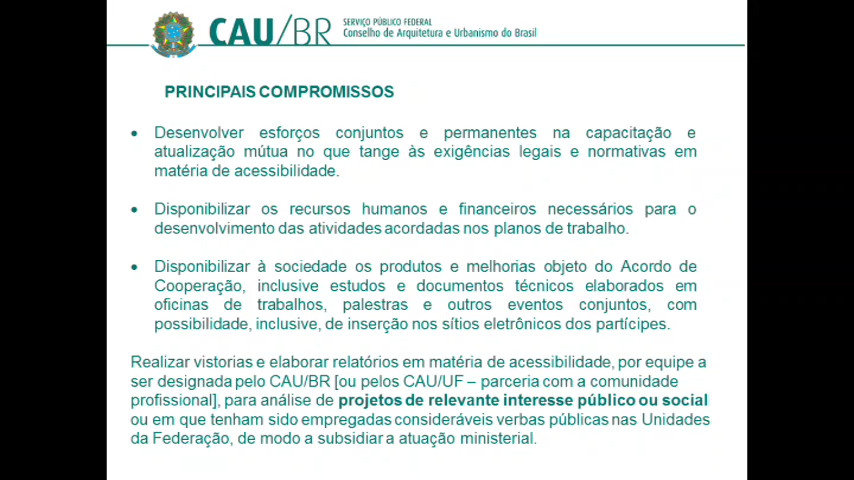 CAU/BR
SERVIÇO PÚBLICO FEDERAL
Conselho de Arquitetura e Urbanismo do Brasil
PRINCIPAIS COMPROMISSOS
• Desenvolver esforços conjuntos e permanentes na capacitação e
atualização mútua no que tange às exigências legais e normativas em
matéria de acessibilidade.
• Disponibilizar os recursos humanos e financeiros necessários para o
desenvolvimento das atividades acordadas nos planos de trabalho.
• Disponibilizar à sociedade os produtos e melhorias objeto do Acordo de
Cooperação, inclusive estudos e documentos técnicos elaborados em
oficinas de trabalhos, palestras e outros eventos conjuntos, com
possibilidade, inclusive, de inserção nos sítios eletrônicos dos partícipes.
Realizar vistorias e elaborar relatórios em matéria de acessibilidade, por equipe a
ser designada pelo CAU/BR [ou pelos CAU/UF – parceria com a comunidade
profissional], para análise de projetos de relevante interesse público ou social
ou em que tenham sido empregadas consideráveis verbas públicas nas Unidades
da Federação, de modo a subsidiar a atuação ministerial.